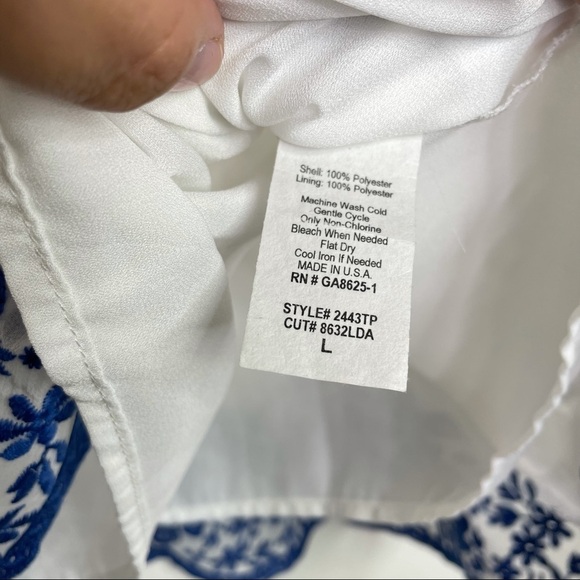 Shell: 100% Polyester
Lining: 100% Polyester
Machine Wash Cold
Gentle Cycle
Only Non-Chlorine
Bleach When Needed
Flat Dry
Cool Iron If Needed
MADE IN U.S.A.
RN # GA8625-1
STYLE# 2443TP
CUT# 8632LDA
L